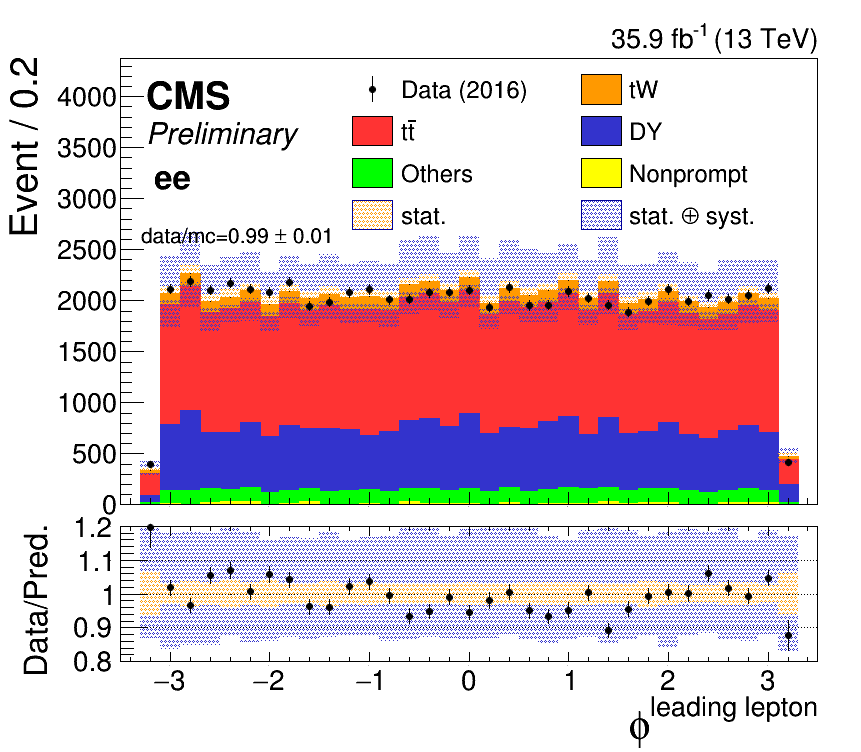 35.9 fb⁻¹ (13 TeV)
Event / 0.2
4000
3500
3000
2500
2000
1500
1000
500
0
CMS
Preliminary
ee
data/mc=0.99 ± 0.01
Data (2016)
tW
tt̄
DY
Others
Nonprompt
stat.
stat. ⊕ syst.
Data/Pred.
1.2
1.1
1
0.9
0.8
−3 −2 −1 0 1 2 3
ϕ leading lepton